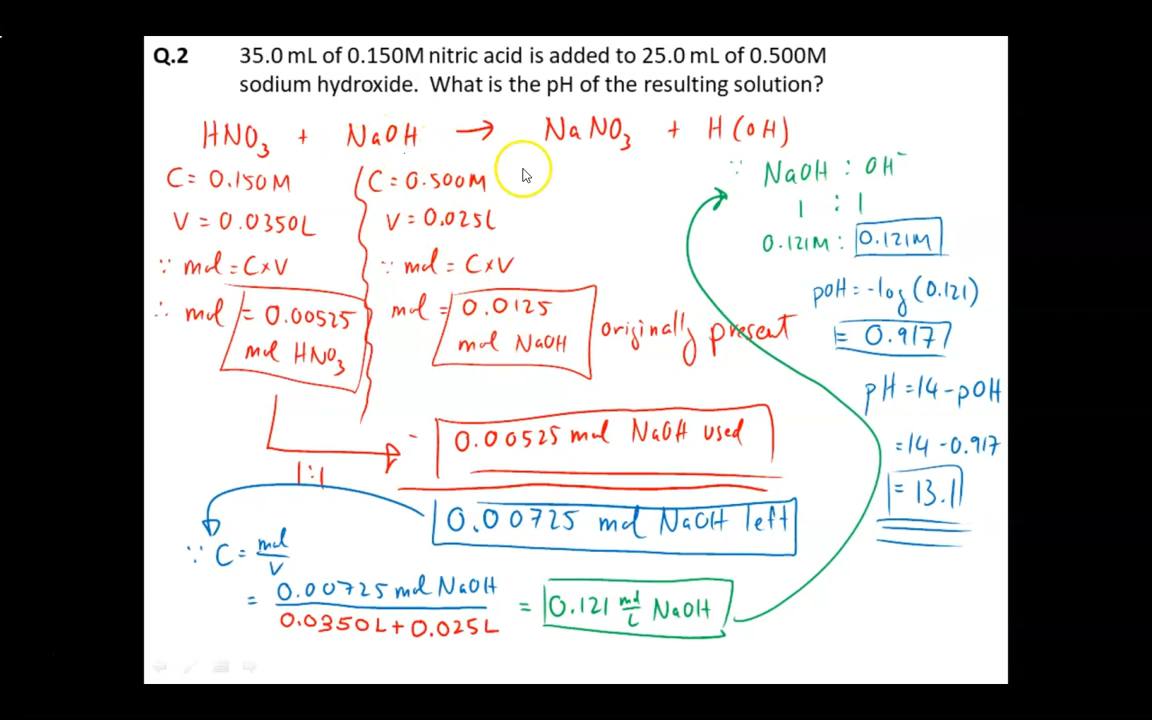 Q.2 35.0 mL of 0.150M nitric acid is added to 25.0 mL of 0.500M
sodium hydroxide. What is the pH of the resulting solution?
HNO₃ + NaOH → NaNO₃ + H(OH)
C = 0.150M
V = 0.0350L
∵ mol = C×V
∴ mol = 0.00525
mol HNO₃
C = 0.500M
V = 0.025L
∵ mol = C×V
mol = 0.0125
mol NaOH
originally present
1:1
- 0.00525 mol NaOH used
0.00725 mol NaOH left
∵ C = mol/V
= 0.00725 mol NaOH
0.0350L + 0.025L
= 0.121 mol/L NaOH
∵ NaOH : OH⁻
1 : 1
0.121M : 0.121M
pOH = -log(0.121)
= 0.9177
pH = 14 - pOH
= 14 - 0.917
= 13.1